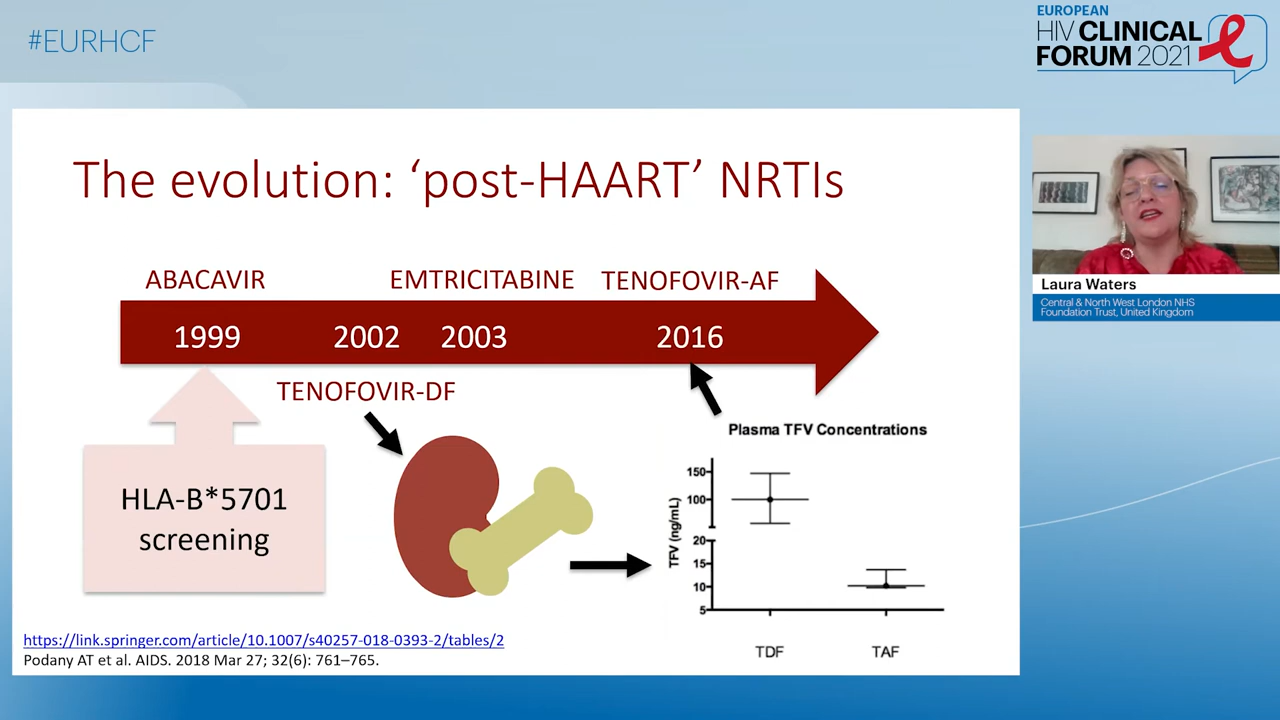 #EURHCF
EUROPEAN
HIV CLINICAL
FORUM 2021
The evolution: ‘post-HAART’ NRTIs
ABACAVIR
EMTRICITABINE
TENOFOVIR-AF
1999
2002
2003
2016
TENOFOVIR-DF
HLA-B*5701
screening
Plasma TFV Concentrations
TFV (ng/mL)
150
100
20
15
10
5
TDF
TAF
https://link.springer.com/article/10.1007/s40257-018-0393-2/tables/2
Podany AT et al. AIDS. 2018 Mar 27; 32(6): 761–765.
Laura Waters
Central & North West London NHS
Foundation Trust, United Kingdom